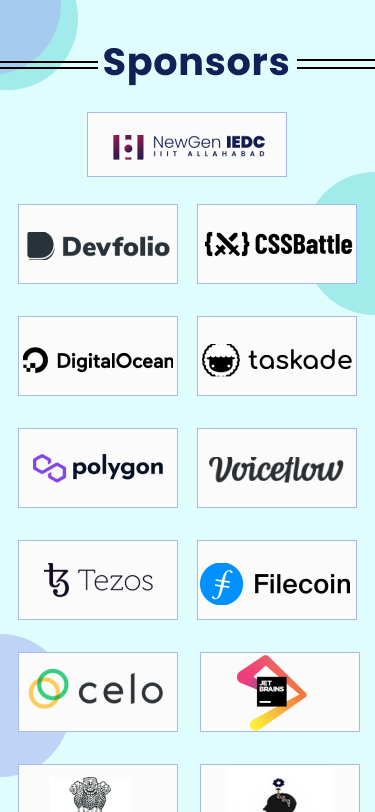 Sponsors
NewGen IEDC
IIIT ALLAHABAD
Devfolio
{⚔} CSSBattle
DigitalOcean
taskade
polygon
Voiceflow
Tezos
Filecoin
celo
JET
BRAINS